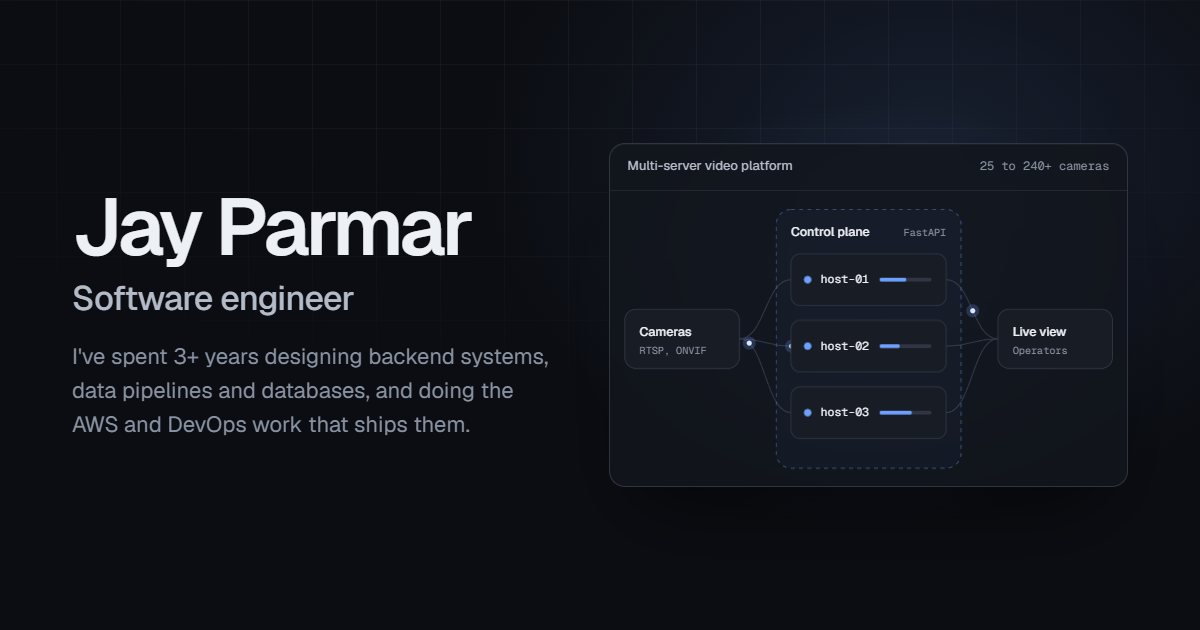 Jay Parmar
Software engineer
I've spent 3+ years designing backend systems,
data pipelines and databases, and doing the
AWS and DevOps work that ships them.
Multi-server video platform
25 to 240+ cameras
Control plane
FastAPI
host-01
host-02
host-03
Cameras
RTSP, ONVIF
Live view
Operators